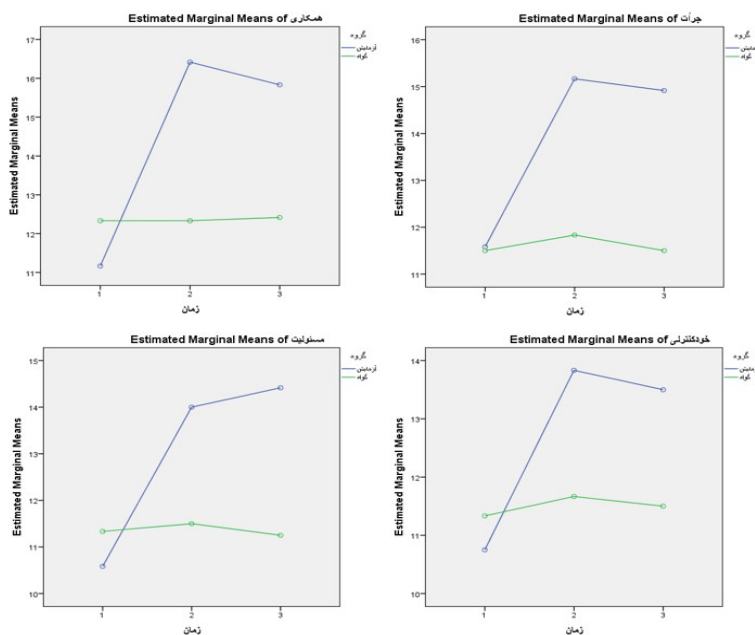 Estimated Marginal Means of همکاری
گروه
آزمایش
گواه
Estimated Marginal Means
17
16
15
14
13
12
11
1
2
3
زمان
Estimated Marginal Means of جرأت
گروه
آزمایش
گواه
Estimated Marginal Means
16
15
14
13
12
11
1
2
3
زمان
Estimated Marginal Means of مسئولیت
گروه
آزمایش
گواه
Estimated Marginal Means
15
14
13
12
11
10
1
2
3
زمان
Estimated Marginal Means of خودکنترلی
گروه
آزمایش
گواه
Estimated Marginal Means
14
13
12
11
10
1
2
3
زمان